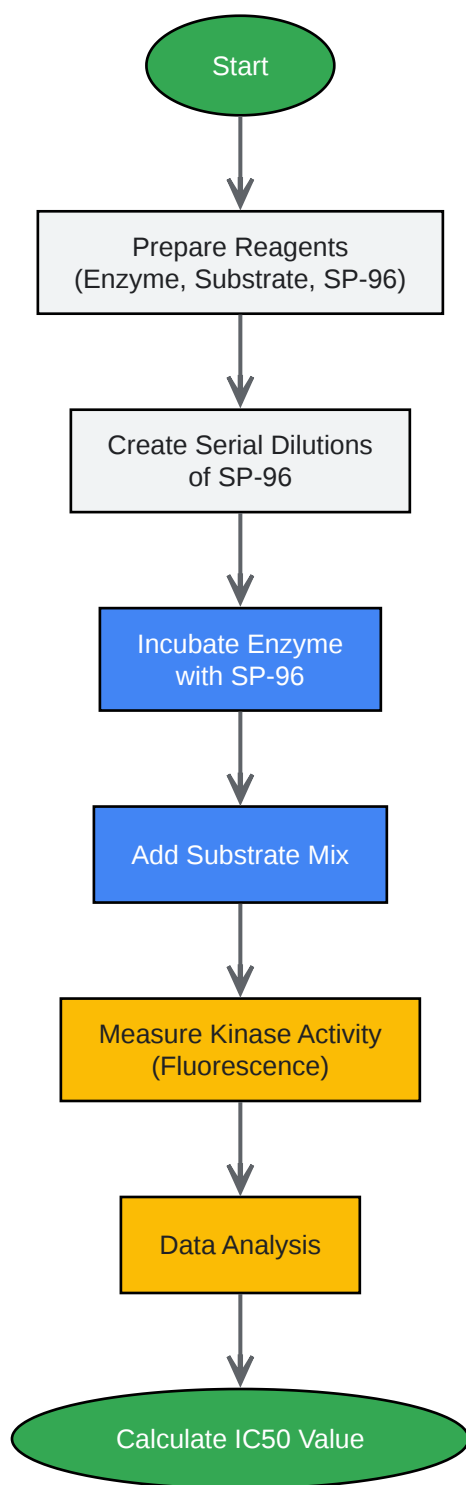 Start
Prepare Reagents
(Enzyme, Substrate, SP-96)
Create Serial Dilutions
of SP-96
Incubate Enzyme
with SP-96
Add Substrate Mix
Measure Kinase Activity
(Fluorescence)
Data Analysis
Calculate IC50 Value